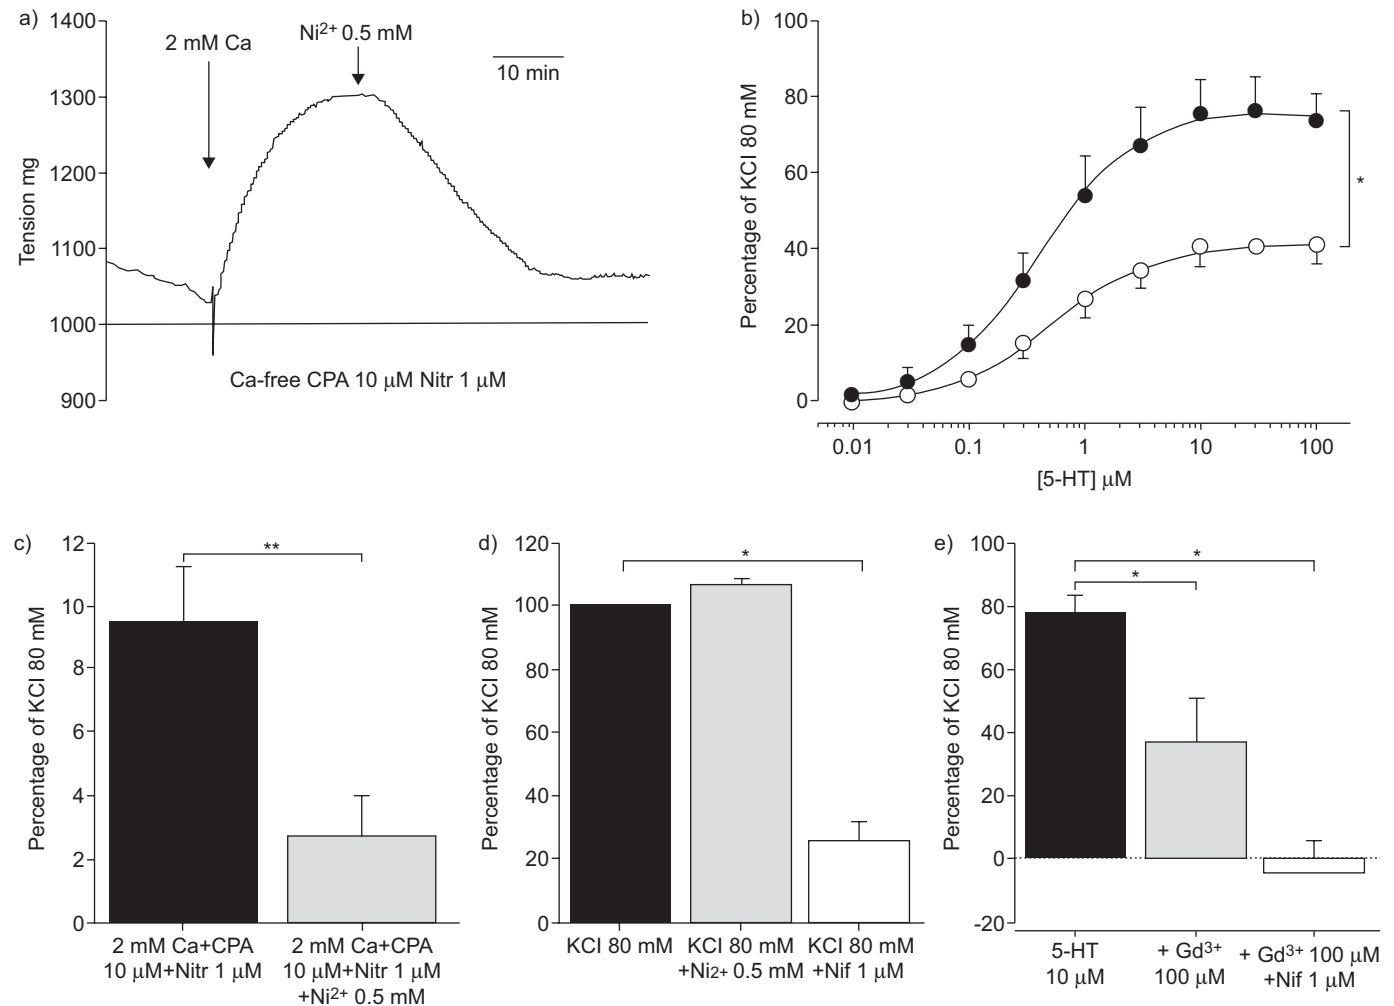 a)
1400
1300
1200
1100
1000
900
Tension mg
2 mM Ca
Ni2+ 0.5 mM
10 min
Ca-free CPA 10 μM Nitr 1 μM
b)
100
80
60
40
20
0
Percentage of KCl 80 mM
*
0.01 0.1 1 10 100
[5-HT] μM
c)
12
10
8
6
4
2
0
Percentage of KCl 80 mM
**
2 mM Ca+CPA
10 μM+Nitr 1 μM
2 mM Ca+CPA
10 μM+Nitr 1 μM
+Ni2+ 0.5 mM
d)
120
100
80
60
40
20
0
Percentage of KCl 80 mM
*
KCl 80 mM
KCl 80 mM
+Ni2+ 0.5 mM
KCl 80 mM
+Nif 1 μM
e)
100
80
60
40
20
0
-20
Percentage of KCl 80 mM
*
*
5-HT
10 μM
+ Gd3+
100 μM
+ Gd3+ 100 μM
+Nif 1 μM